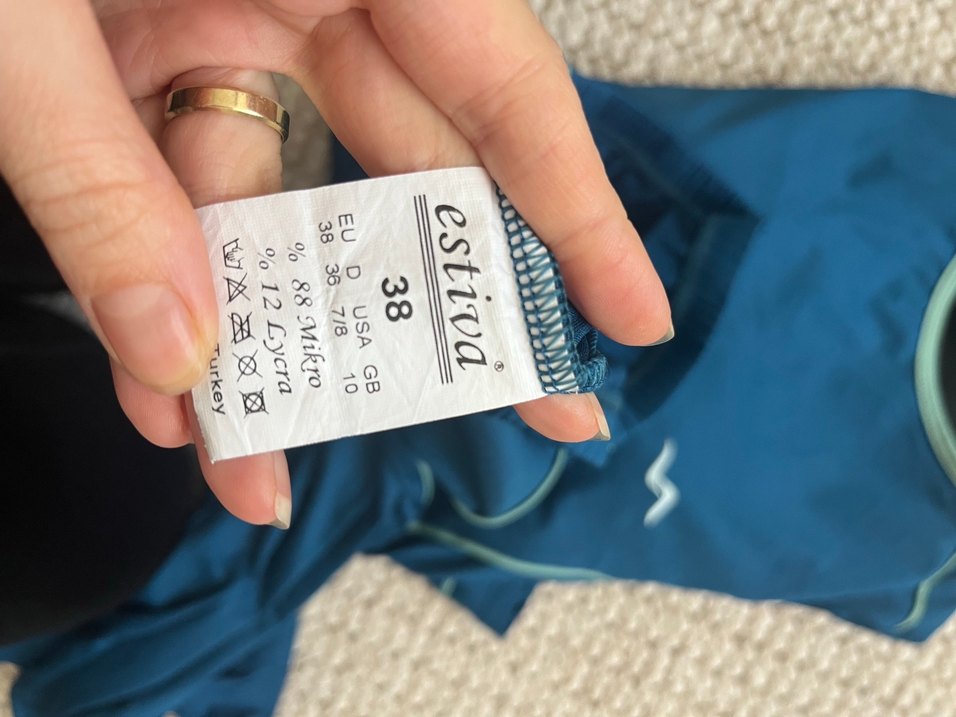 estiva®
38
EU D USA GB
38 36 7/8 10
% 88 Mikro
% 12 Lycra
Turkey